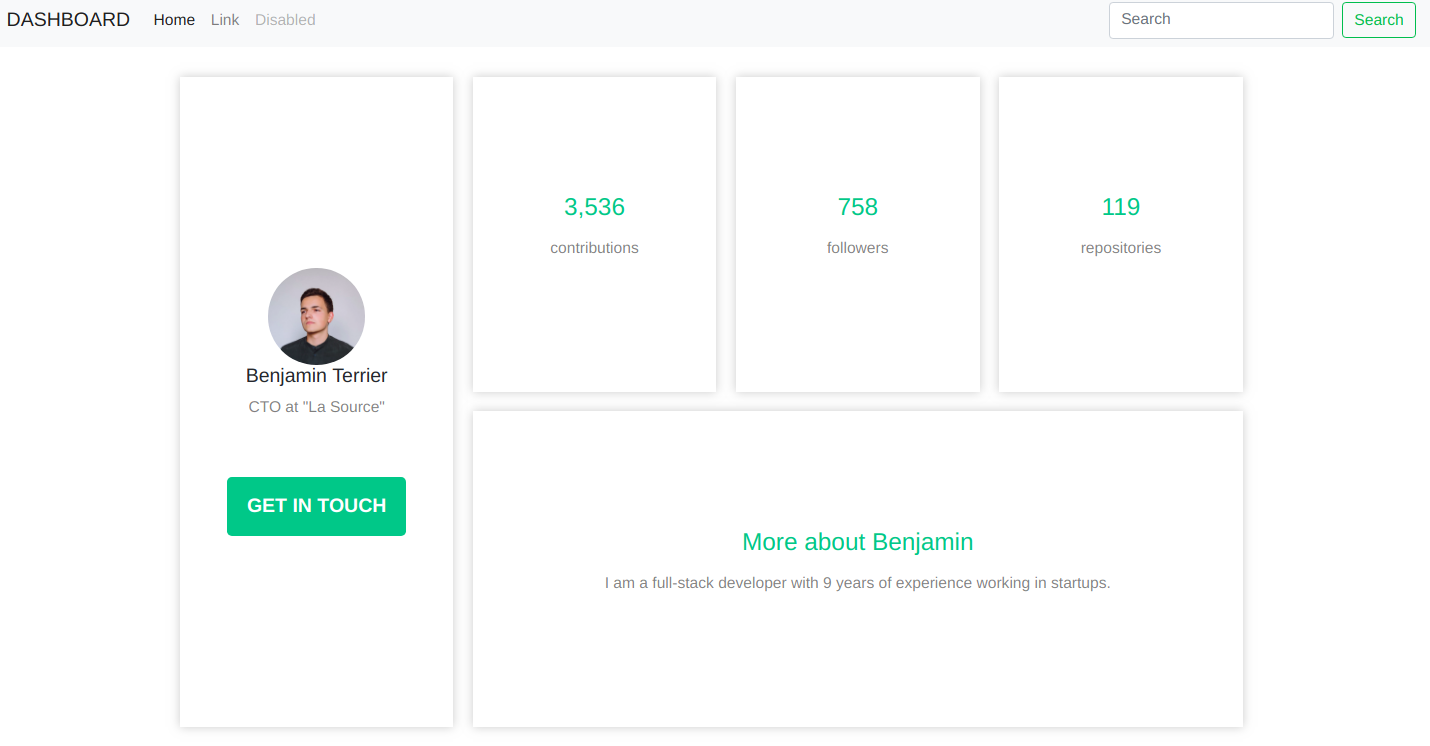 DASHBOARD Home Link Disabled Search Search
3,536
contributions
758
followers
119
repositories
Benjamin Terrier
CTO at "La Source"
GET IN TOUCH
More about Benjamin
I am a full-stack developer with 9 years of experience working in startups.